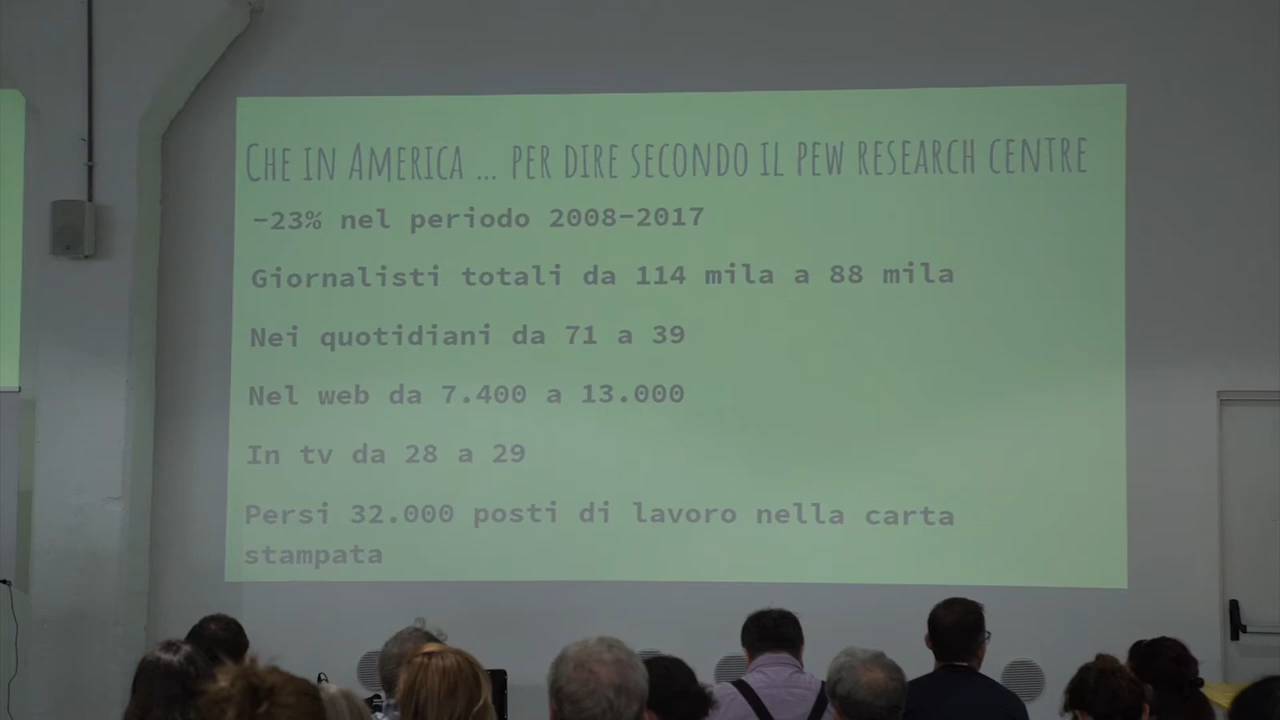 Che in America ... per dire secondo il Pew Research Centre
-23% nel periodo 2008-2017
Giornalisti totali da 114 mila a 88 mila
Nei quotidiani da 71 a 39
Nel web da 7.400 a 13.000
In tv da 28 a 29
Persi 32.000 posti di lavoro nella carta
stampata